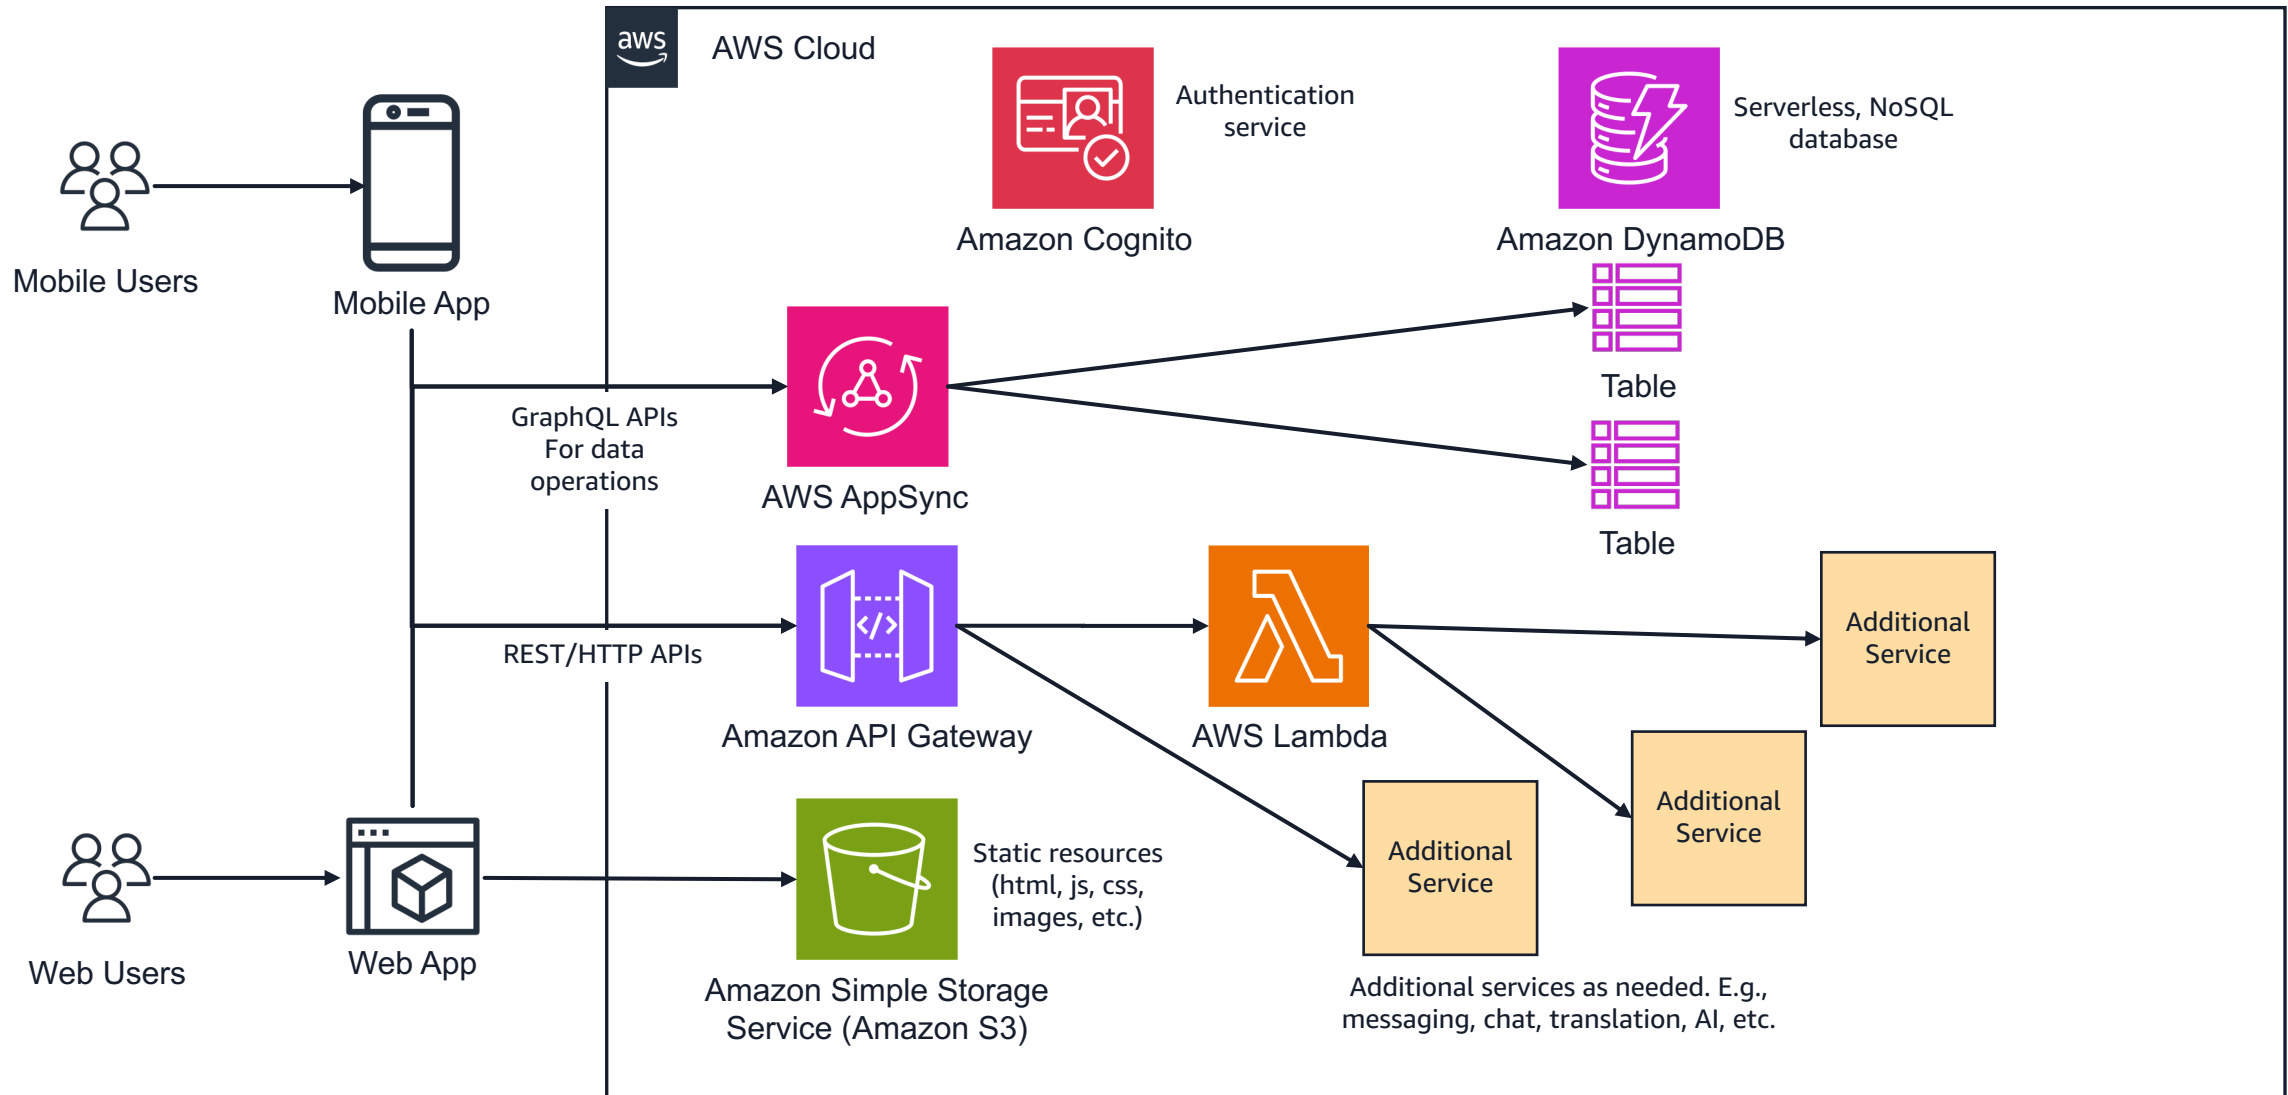 aws
AWS Cloud
Authentication
service
Amazon Cognito
Serverless, NoSQL
database
Amazon DynamoDB
Mobile Users
Mobile App
GraphQL APIs
For data
operations
AWS AppSync
Table
Table
REST/HTTP APIs
Amazon API Gateway
AWS Lambda
Additional
Service
Additional
Service
Additional
Service
Web Users
Web App
Static resources
(html, js, css,
images, etc.)
Amazon Simple Storage
Service (Amazon S3)
Additional services as needed. E.g.,
messaging, chat, translation, AI, etc.